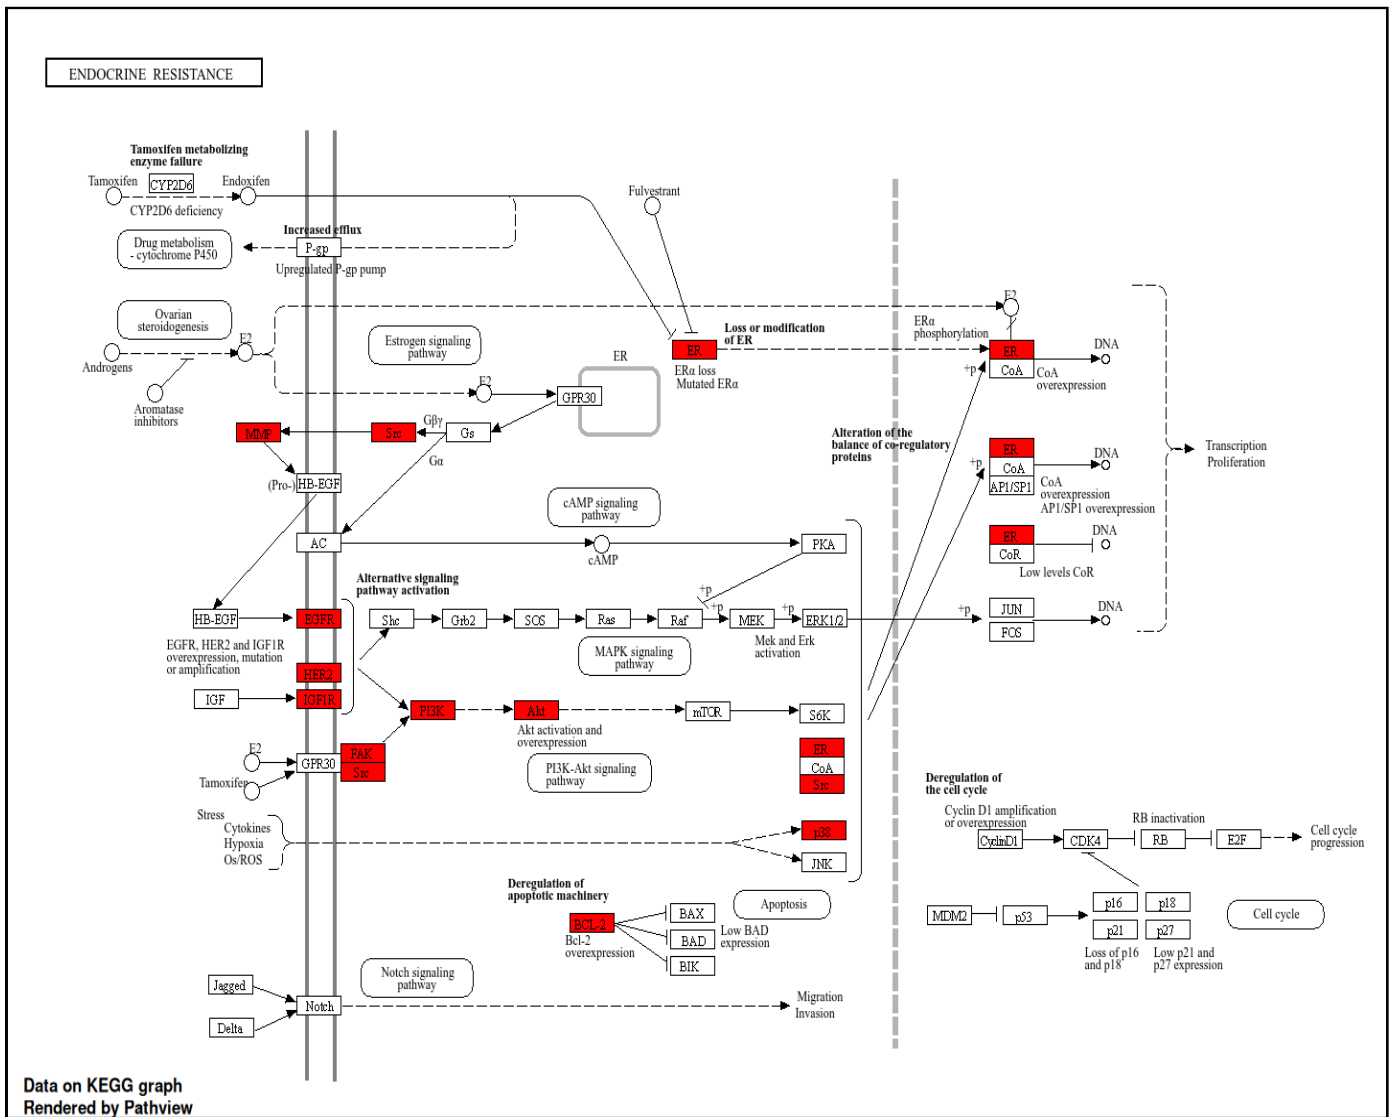 ENDOCRINE RESISTANCE
Tamoxifen metabolizing
enzyme failure
Tamoxifen
CYP2D6
Endoxifen
CYP2D6 deficiency
Fulvestrant
Increased efflux
Drug metabolism
- cytochrome P450
P-gp
Upregulated P-gp pump
Ovarian
steroidogenesis
E2
Androgens
Aromatase
inhibitors
Estrogen signaling
pathway
E2
GPR30
ER
ER
Loss or modification
of ER
ERα loss
Mutated ERα
E2
ERα
phosphorylation
+p
ER
CoA
DNA
CoA
overexpression
MMP
Src
Gβγ
Gs
Gα
(Pro-)
HB-EGF
Alteration of the
balance of co-regulatory
proteins
+p
ER
CoA
AP1/SP1
DNA
CoA
overexpression
AP1/SP1 overexpression
Transcription
Proliferation
cAMP signaling
pathway
AC
cAMP
PKA
ER
CoR
DNA
Low levels CoR
Alternative signaling
pathway activation
+p
HB-EGF
EGFR
Shc
Grb2
SOS
Ras
Raf
+p
MEK
+p
ERK1/2
+p
JUN
FOS
DNA
EGFR, HER2 and IGF1R
overexpression, mutation
or amplification
Mek and Erk
activation
MAPK signaling
pathway
HER2
IGF
IGF1R
PI3K
Akt
mTOR
S6K
Akt activation and
overexpression
E2
GPR30
FAK
Src
Tamoxifen
PI3K-Akt signaling
pathway
ER
CoA
Src
Stress
Cytokines
Hypoxia
Os/ROS
p38
JNK
Deregulation of
the cell cycle
Cyclin D1 amplification
or overexpression
RB inactivation
CyclinD1
CDK4
RB
E2F
Cell cycle
progression
MDM2
p53
p16
p18
p21
p27
Loss of p16
and p18
Low p21 and
p27 expression
Cell cycle
Deregulation of
apoptotic machinery
BCL-2
Bcl-2
overexpression
BAX
BAD
BIK
Low BAD
expression
Apoptosis
Notch signaling
pathway
Jagged
Delta
Notch
Migration
Invasion
Data on KEGG graph
Rendered by Pathview